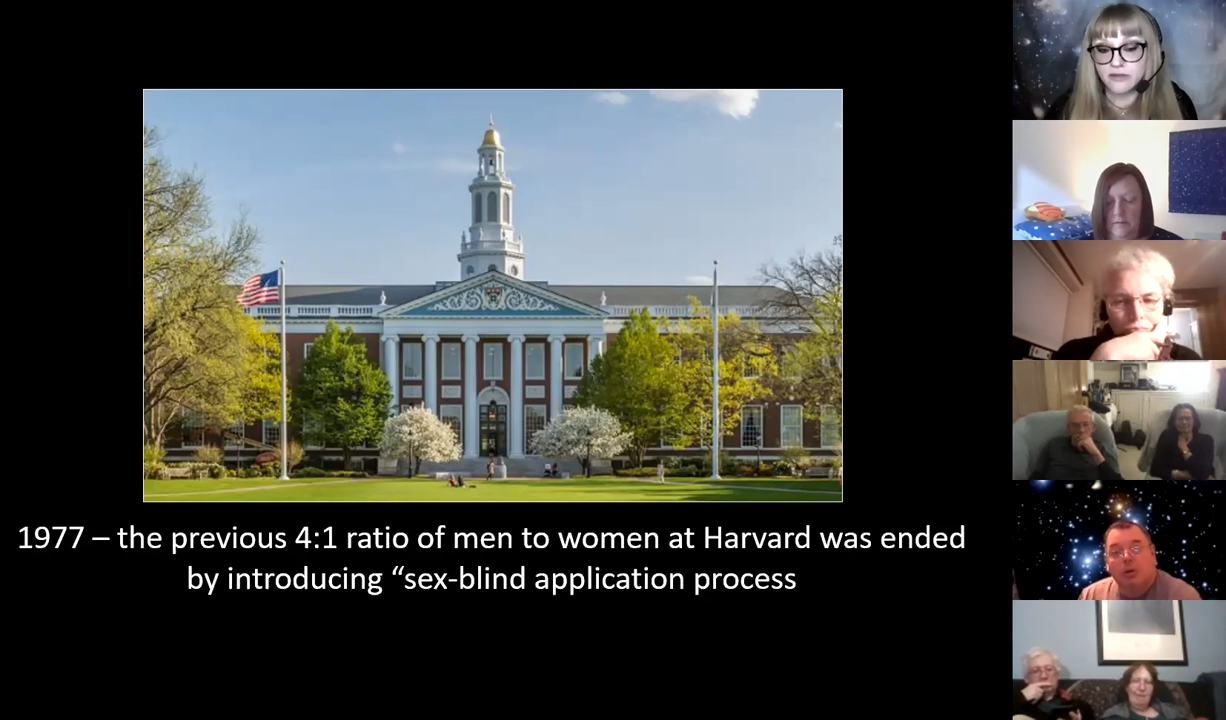 1977 – the previous 4:1 ratio of men to women at Harvard was ended
by introducing “sex-blind application process